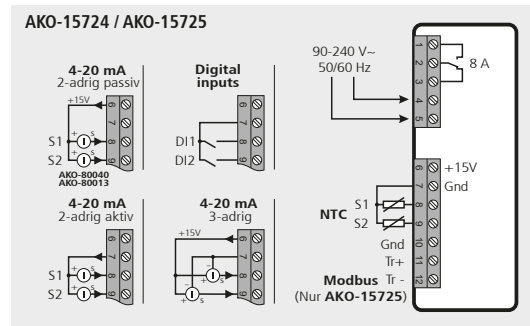 AKO-15724 / AKO-15725
4-20 mA
2-adrig passiv
+15V
6
7
8
9
S1
S2
+
s
+
s
AKO-80040
AKO-80013
Digital
inputs
6
7
8
9
DI1
DI2
4-20 mA
2-adrig aktiv
6
7
8
9
S1
S2
+
s
+
s
4-20 mA
3-adrig
+15V
6
7
8
9
–
+
s
–
+
s
90-240 V~
50/60 Hz
1
2
3
4
5
8 A
6
7
8
9
10
11
12
+15V
Gnd
S1
NTC
S2
Gnd
Tr+
Modbus Tr -
(Nur AKO-15725)